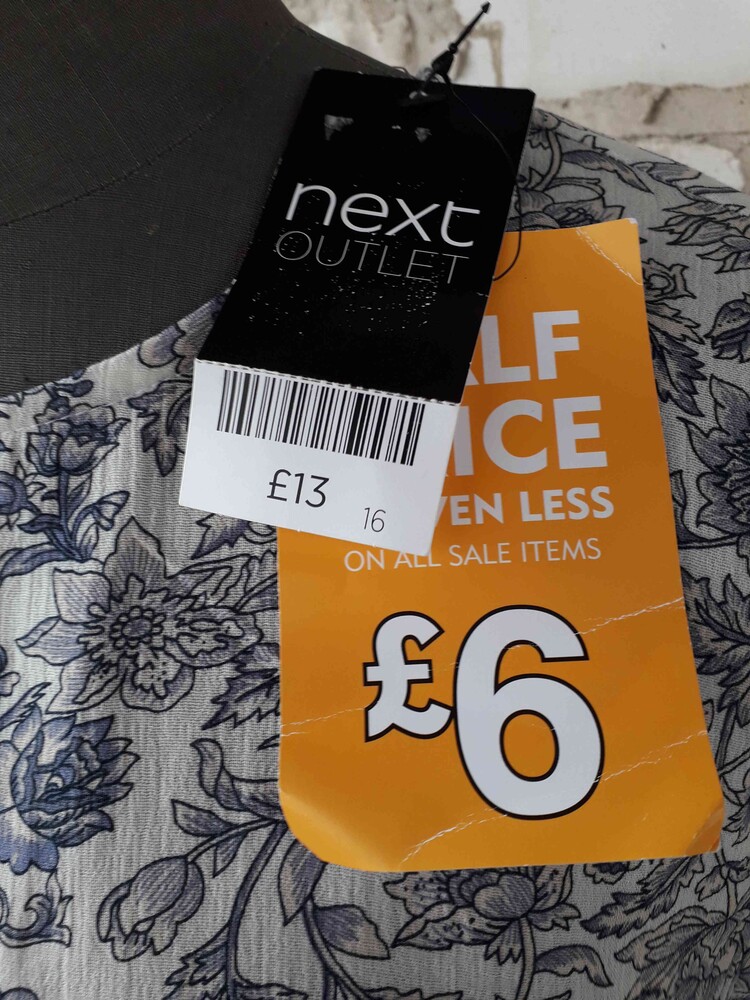 next
OUTLET
£13
16
ALF
ICE
VEN LESS
ON ALL SALE ITEMS
£6